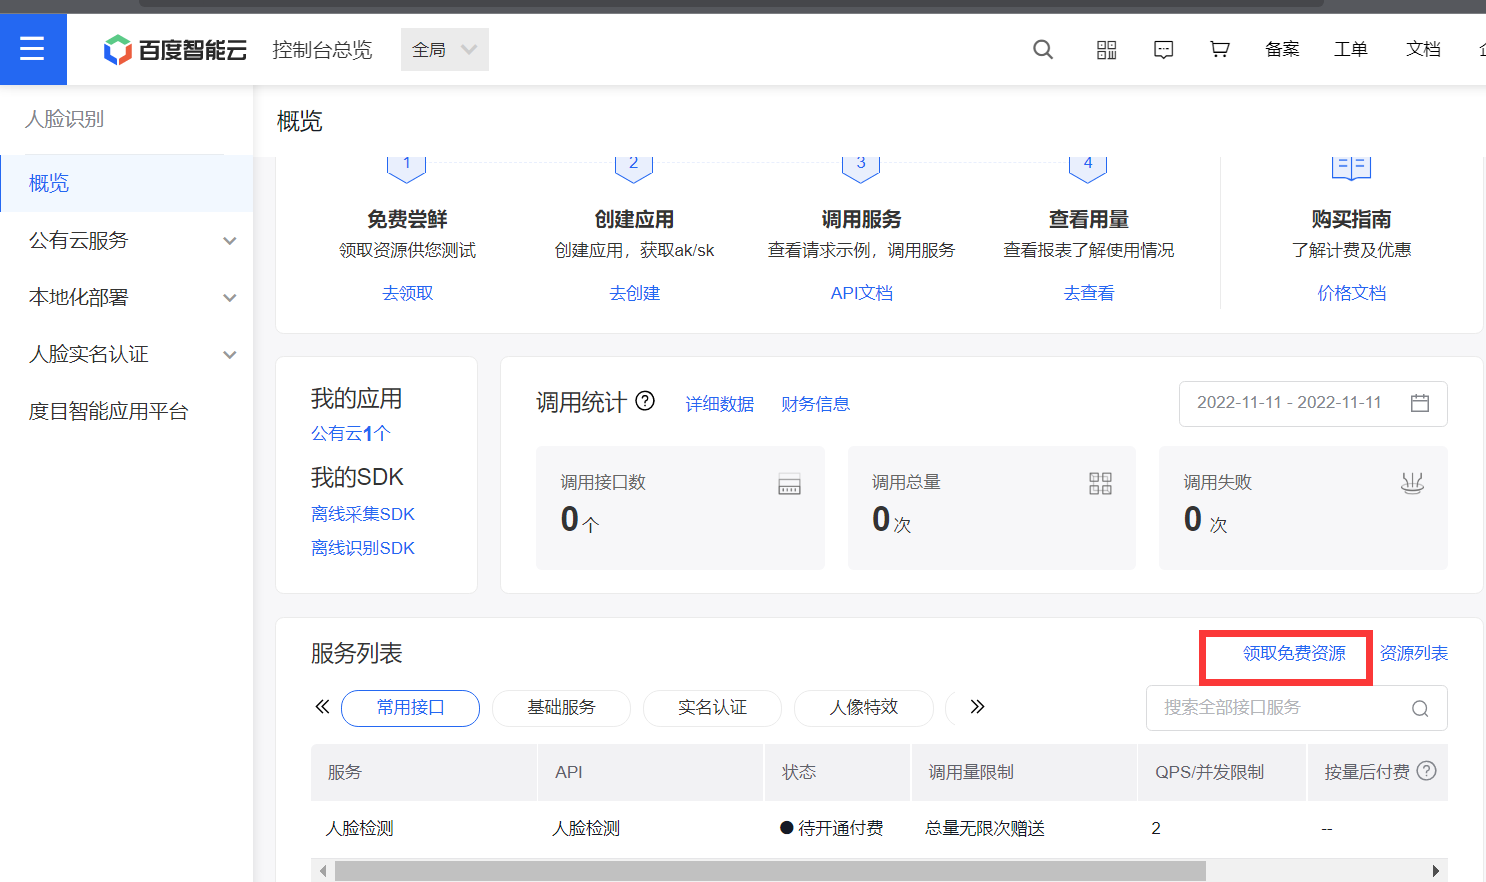 百度智能云 控制台总览 全局 备案 工单 文档
人脸识别
概览
公有云服务
本地化部署
人脸实名认证
度目智能应用平台
概览
1 2 3 4
免费尝鲜 创建应用 调用服务 查看用量 购买指南
领取资源供您测试 创建应用，获取ak/sk 查看请求示例，调用服务 查看报表了解使用情况 了解计费及优惠
去领取 去创建 API文档 去查看 价格文档
我的应用
公有云1个
我的SDK
离线采集SDK
离线识别SDK
调用统计 ? 详细数据 财务信息 2022-11-11 - 2022-11-11
调用接口数 调用总量 调用失败
0个 0次 0次
服务列表 领取免费资源 资源列表
常用接口 基础服务 实名认证 人像特效 搜索全部接口服务
服务 API 状态 调用量限制 QPS/并发限制 按量后付费 ?
人脸检测 人脸检测 ●待开通付费 总量无限次赠送 2 --